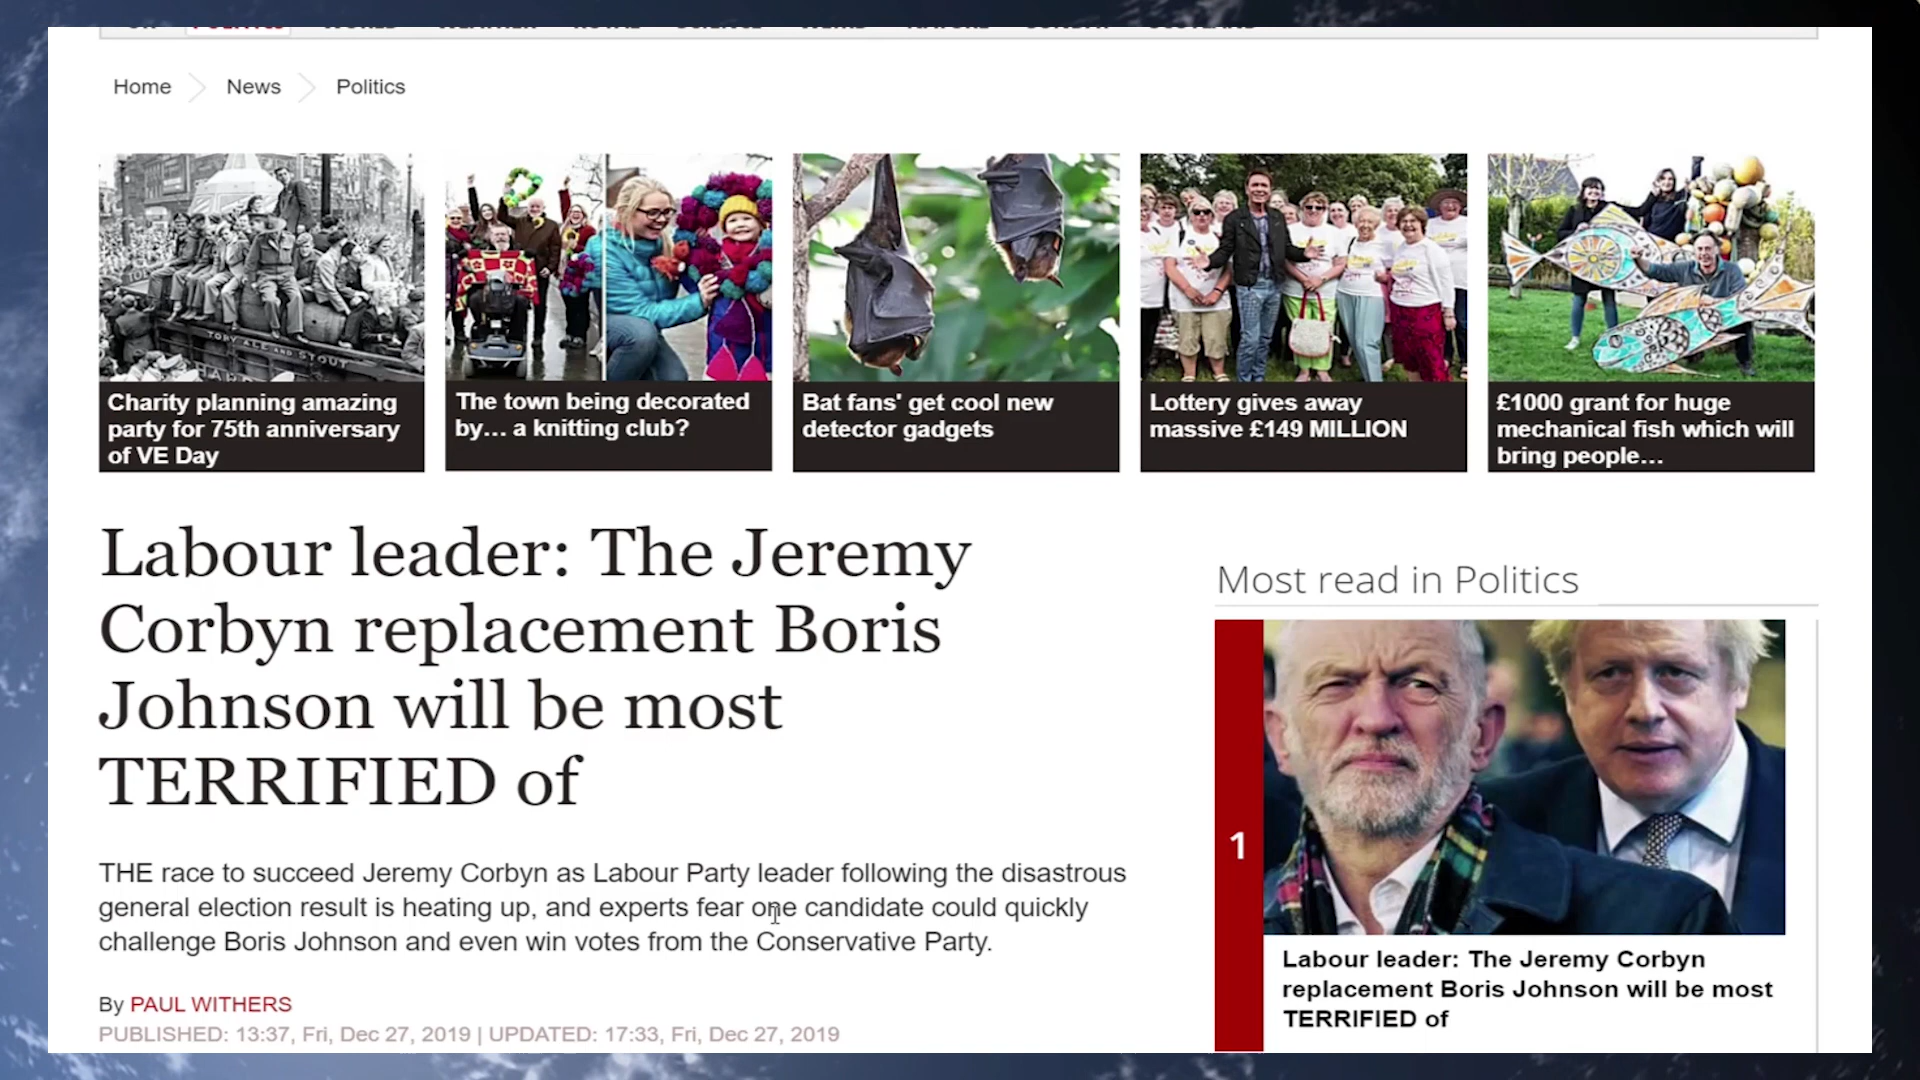 Home
News
Politics
TOBY ALE AND STOUT
Charity planning amazing
party for 75th anniversary
of VE Day
The town being decorated
by… a knitting club?
Bat fans' get cool new
detector gadgets
Lottery gives away
massive £149 MILLION
£1000 grant for huge
mechanical fish which will
bring people…
Labour leader: The Jeremy
Corbyn replacement Boris
Johnson will be most
TERRIFIED of
THE race to succeed Jeremy Corbyn as Labour Party leader following the disastrous
general election result is heating up, and experts fear one candidate could quickly
challenge Boris Johnson and even win votes from the Conservative Party.
By PAUL WITHERS
PUBLISHED: 13:37, Fri, Dec 27, 2019 | UPDATED: 17:33, Fri, Dec 27, 2019
Most read in Politics
1
Labour leader: The Jeremy Corbyn
replacement Boris Johnson will be most
TERRIFIED of